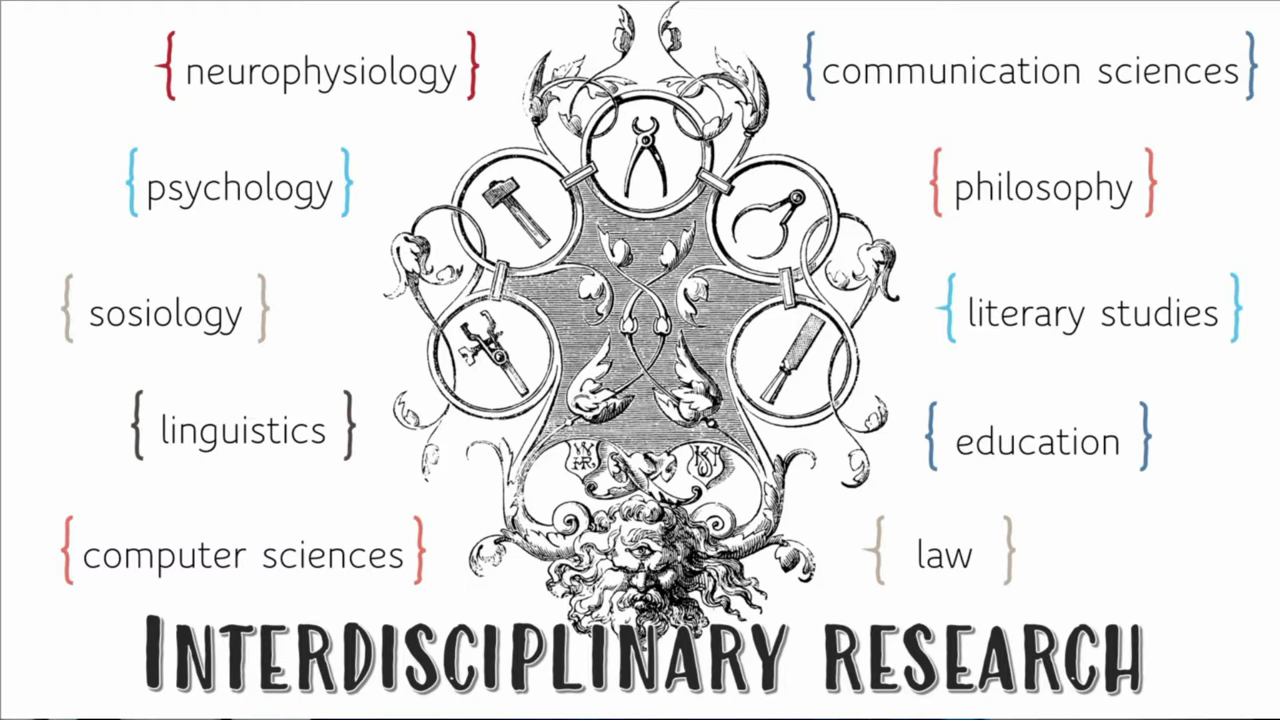 neurophysiology
psychology
sosiology
linguistics
computer sciences
communication sciences
philosophy
literary studies
education
law
INTERDISCIPLINARY RESEARCH